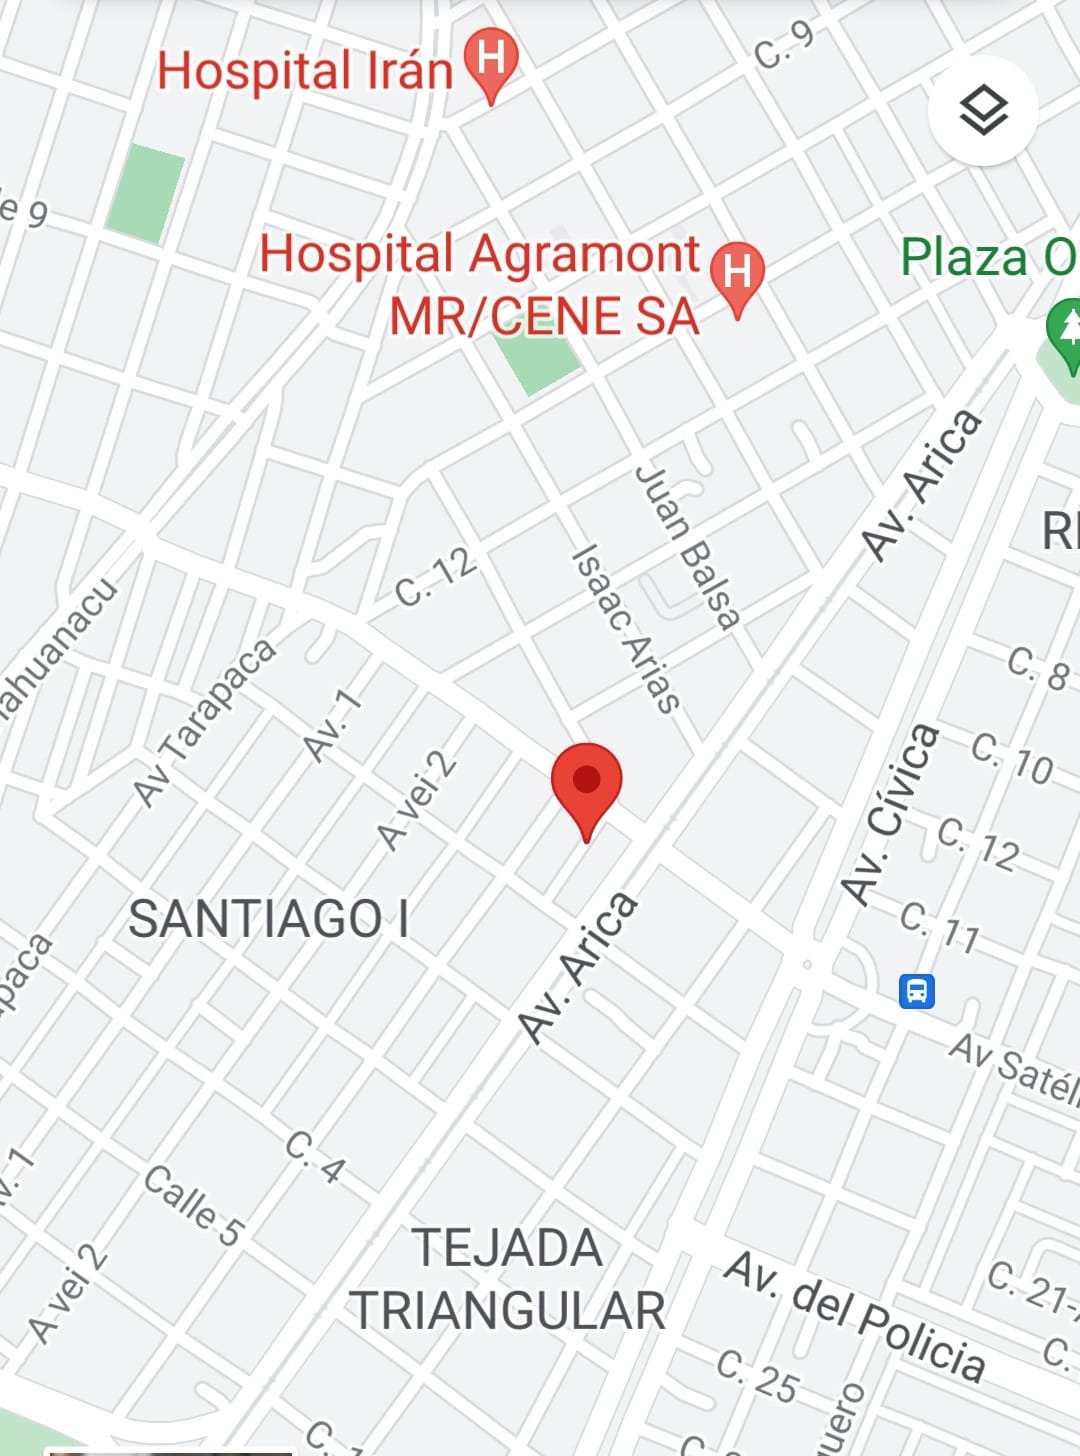 C. 9
Hospital Irán
H
Hospital Agramont
MR/CENE SA
H
Plaza O
Av. Arica
Juan Balsa
C. 12
Isaac Arias
C. 8
Av Tarapaca
Av. 1
A vei 2
Av. Cívica
C. 10
C. 12
SANTIAGO I
C. 11
Av. Arica
Av Satél
C. 4
Calle 5
A vei 2
TEJADA
TRIANGULAR
Av. del Policia
C. 21-
C. 25
C.